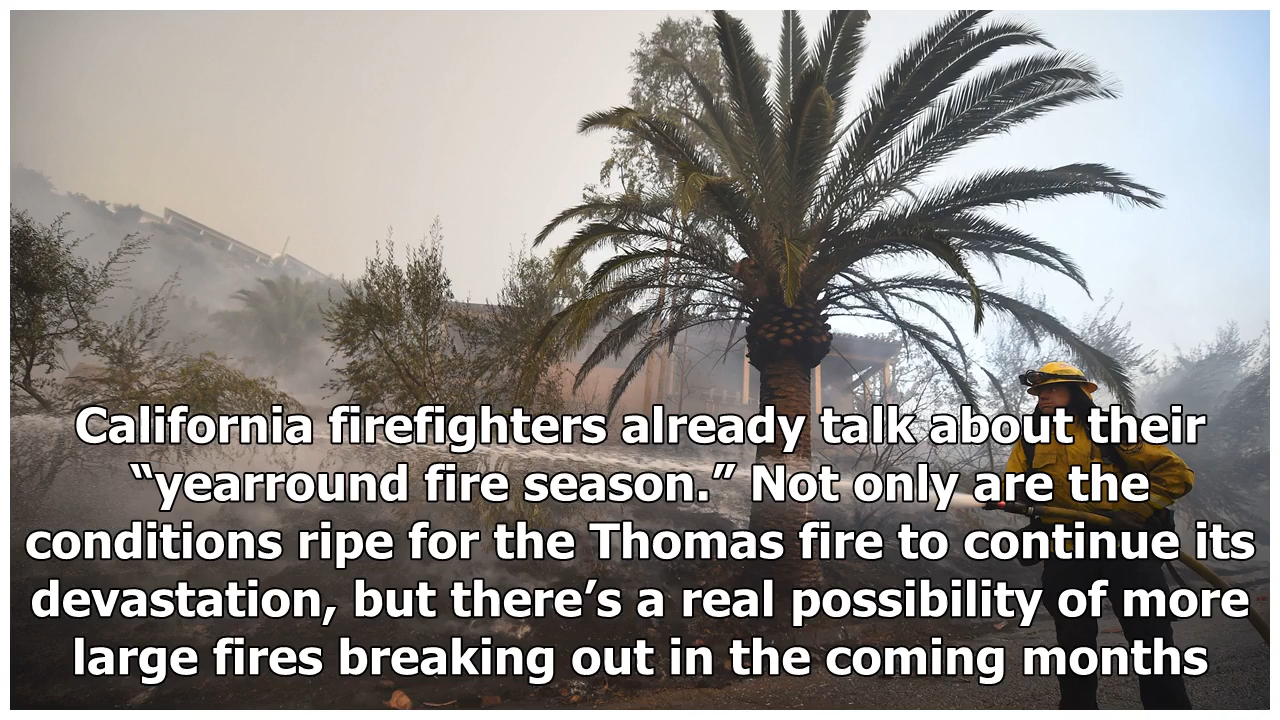 California firefighters already talk about their
“yearround fire season.” Not only are the
conditions ripe for the Thomas fire to continue its
devastation, but there’s a real possibility of more
large fires breaking out in the coming months